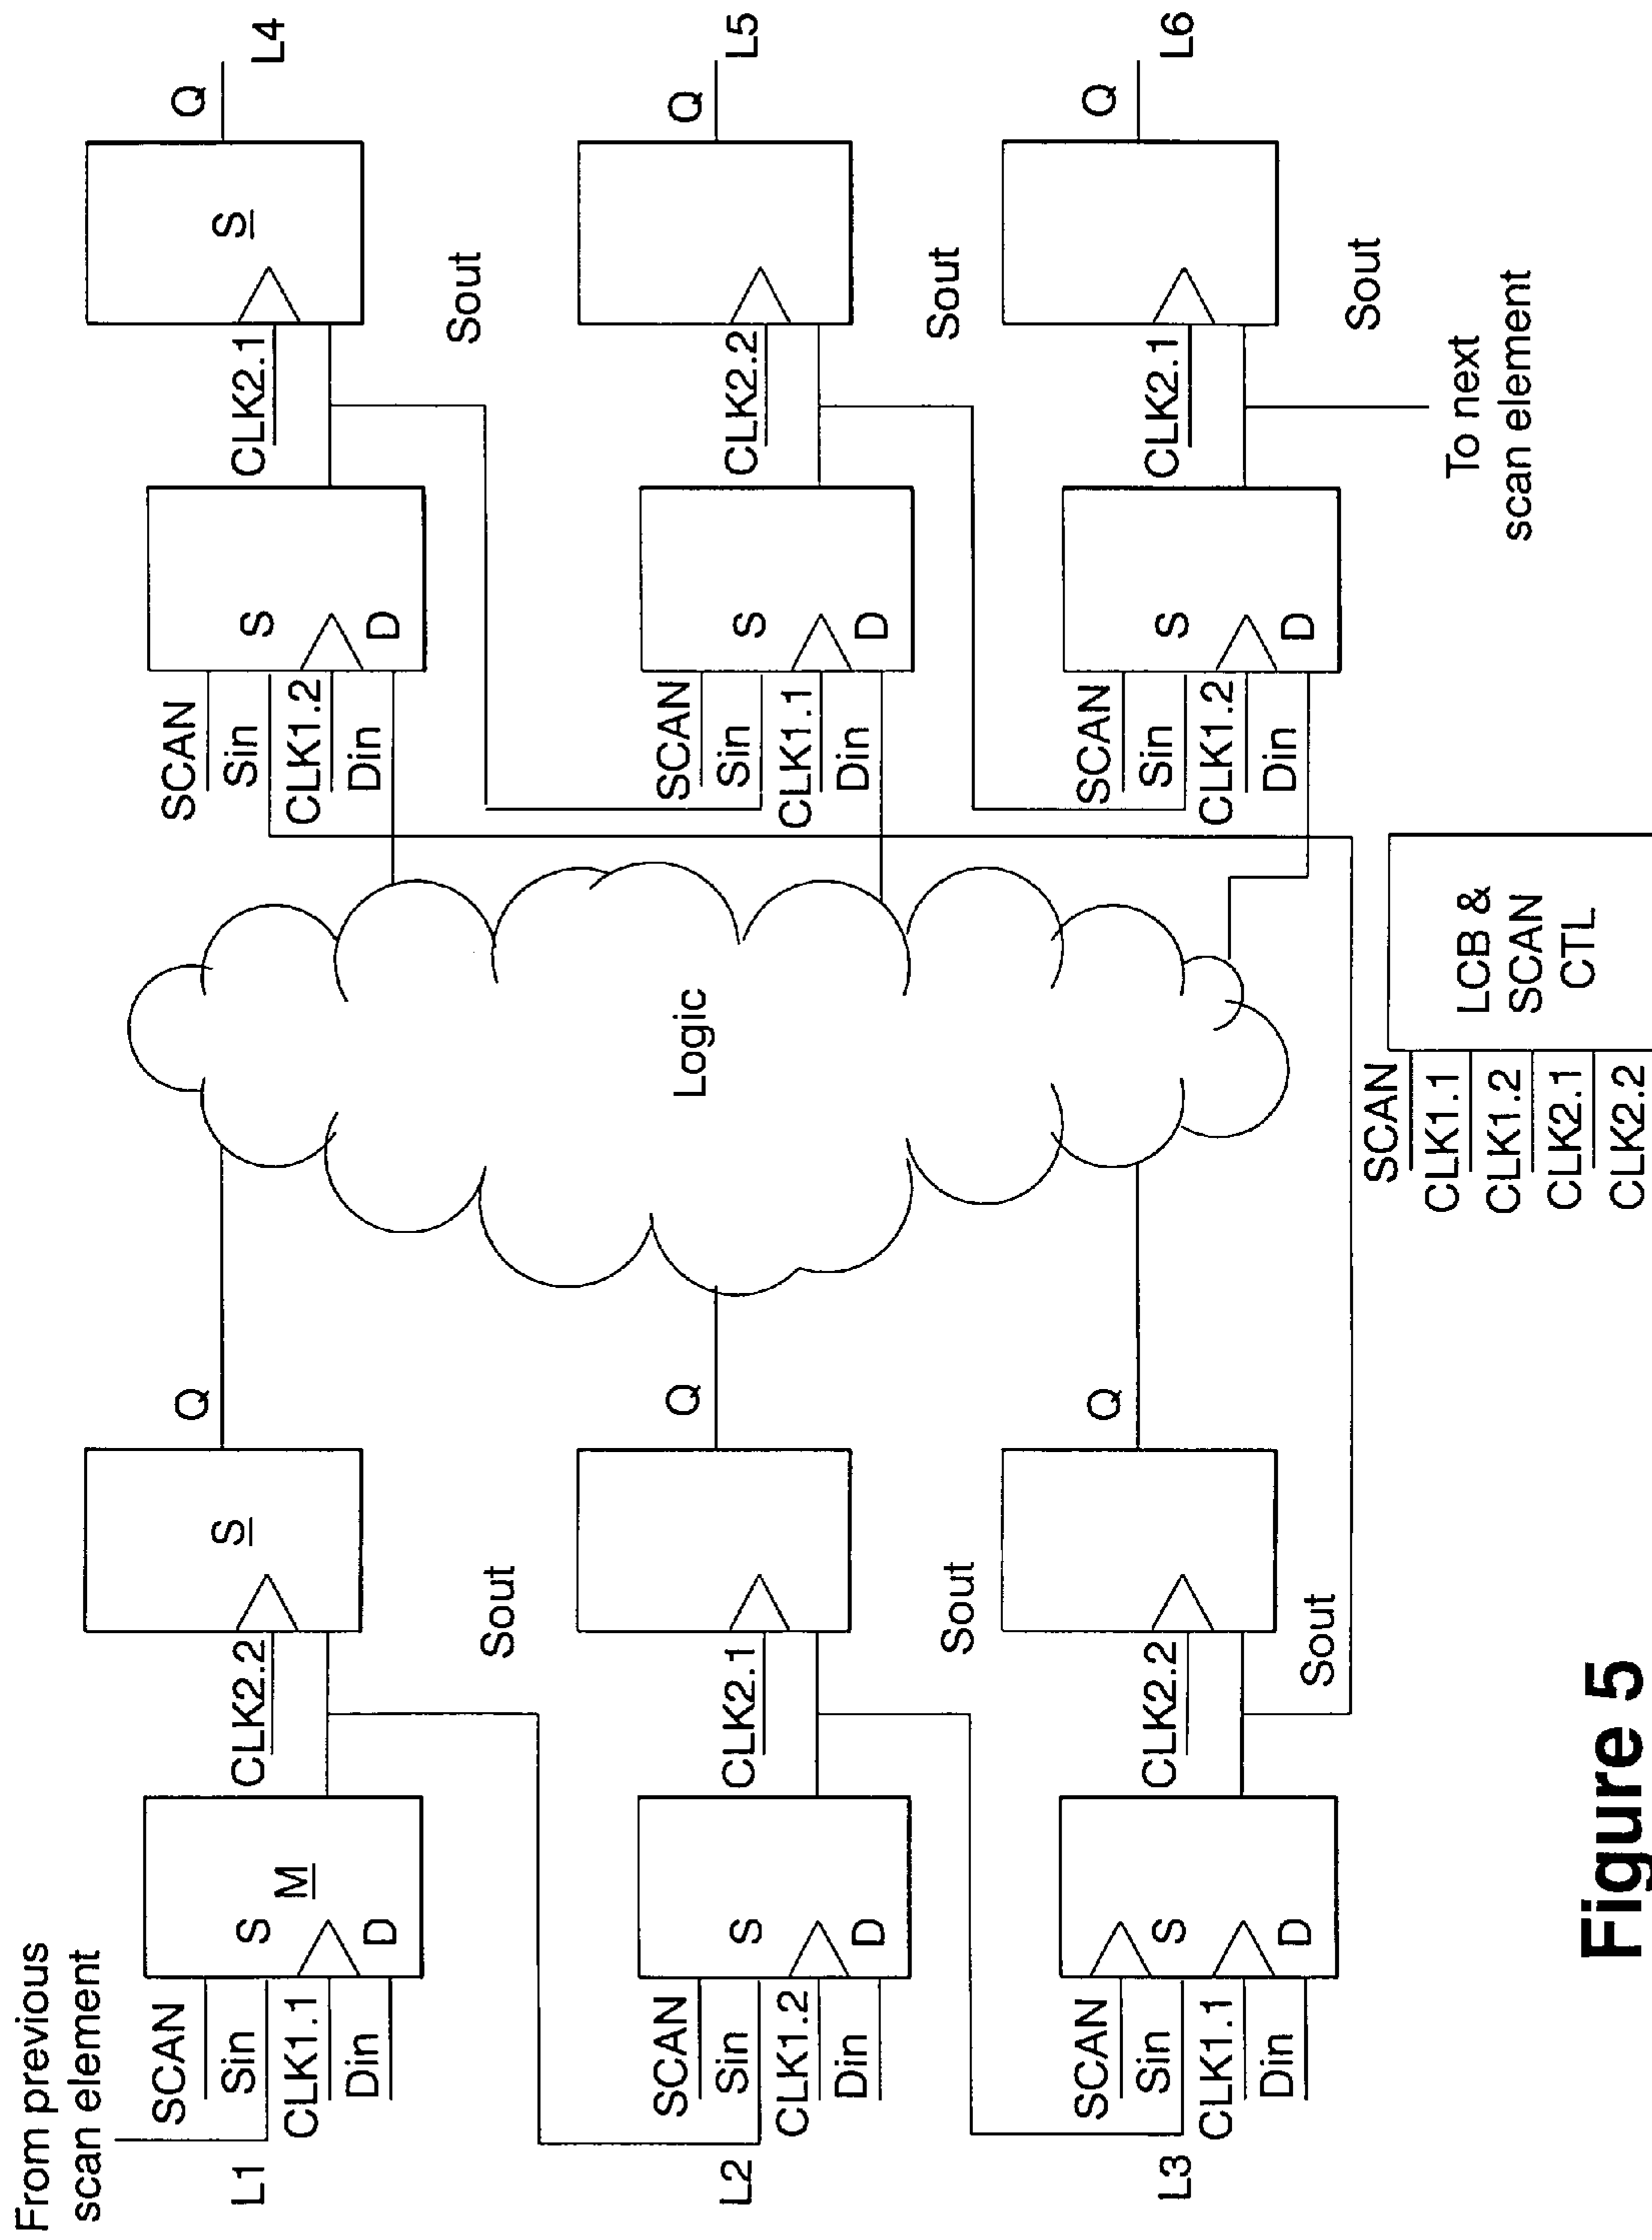 From previous
scan element
L1
SCAN
Sin
CLK1.1
Din
S
M
D
CLK2.2
S
Q
Sout
SCAN
Sin
CLK1.2
Din
S
D
CLK2.1
S
Q
L4
Sout
L2
SCAN
Sin
CLK1.2
Din
S
D
CLK2.1
Q
Sout
Logic
SCAN
Sin
CLK1.1
Din
S
D
CLK2.2
Q
L5
Sout
L3
SCAN
Sin
CLK1.1
Din
S
D
CLK2.2
Q
Sout
SCAN
Sin
CLK1.2
Din
S
D
CLK2.1
Q
L6
Sout
To next
scan element
SCAN
CLK1.1
CLK1.2
CLK2.1
CLK2.2
LCB &
SCAN
CTL
Figure 5